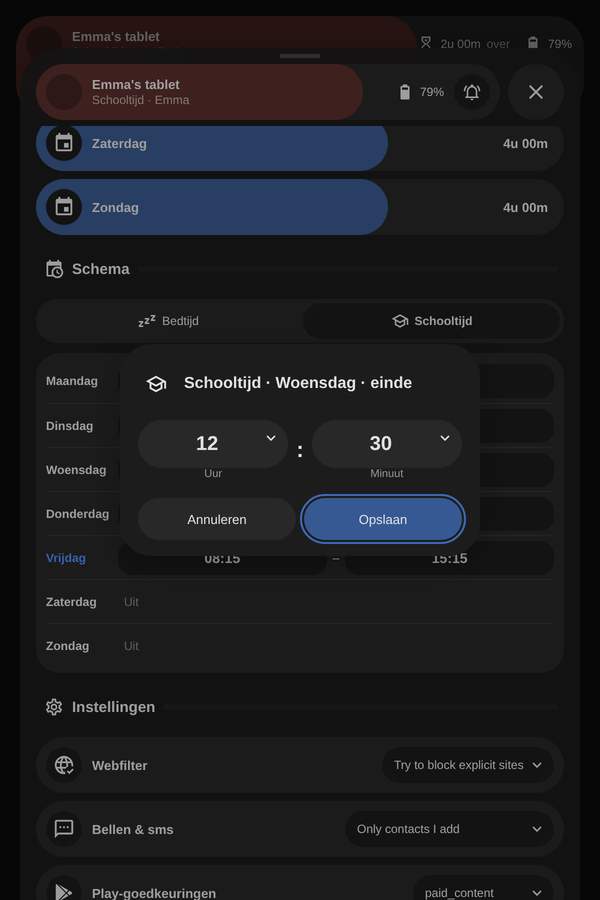 Emma's tablet
2u 00m over
79%
Emma's tablet
Schooltijd · Emma
79%
Zaterdag
4u 00m
Zondag
4u 00m
Schema
zzz Bedtijd
Schooltijd
Maandag
Dinsdag
Woensdag
Donderdag
Schooltijd · Woensdag · einde
12
:
30
Uur
Minuut
Annuleren
Opslaan
Vrijdag
08:15
–
15:15
Zaterdag
Uit
Zondag
Uit
Instellingen
Webfilter
Try to block explicit sites
Bellen & sms
Only contacts I add
Play-goedkeuringen
paid_content